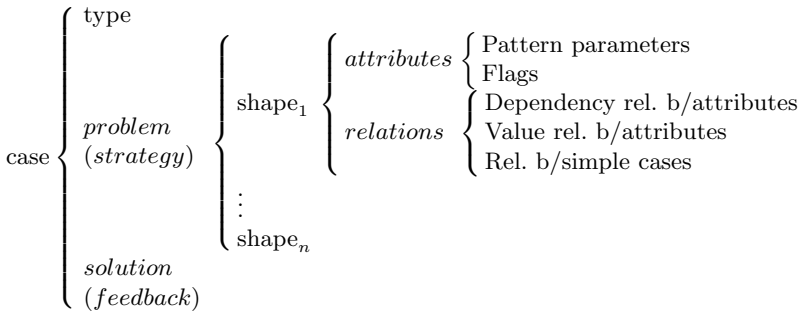 type
Pattern parameters
attributes
Flags
shape1
Dependency rel. b/attributes
problem
relations
Value rel. b/attributes
case
(strategy)
Rel. b/simple cases
⋮
shapen
solution
(feedback)